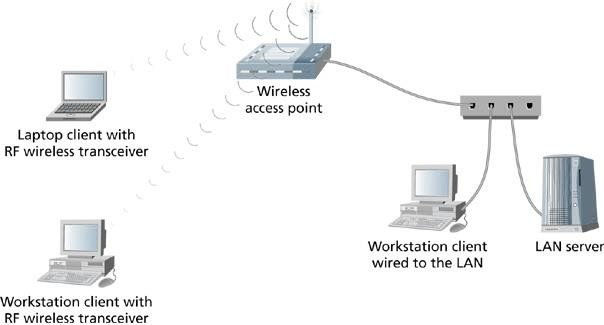 Wireless
access point
Laptop client with
RF wireless transceiver
Workstation client
wired to the LAN
LAN server
Workstation client with
RF wireless transceiver